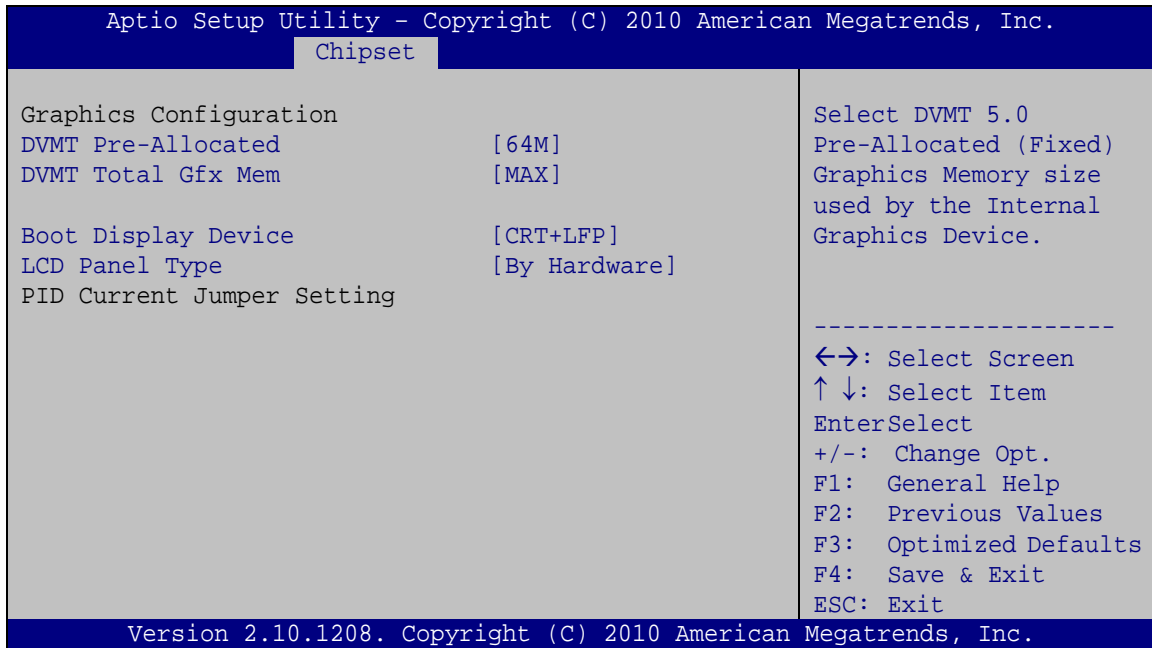 Aptio Setup Utility – Copyright (C) 2010 American Megatrends, Inc.
Chipset
Graphics Configuration
DVMT Pre-Allocated [64M]
DVMT Total Gfx Mem [MAX]
Boot Display Device [CRT+LFP]
LCD Panel Type [By Hardware]
PID Current Jumper Setting
Select DVMT 5.0
Pre-Allocated (Fixed)
Graphics Memory size
used by the Internal
Graphics Device.
---------------------
←→: Select Screen
↑ ↓: Select Item
EnterSelect
+/-: Change Opt.
F1: General Help
F2: Previous Values
F3: Optimized Defaults
F4: Save & Exit
ESC: Exit
Version 2.10.1208. Copyright (C) 2010 American Megatrends, Inc.